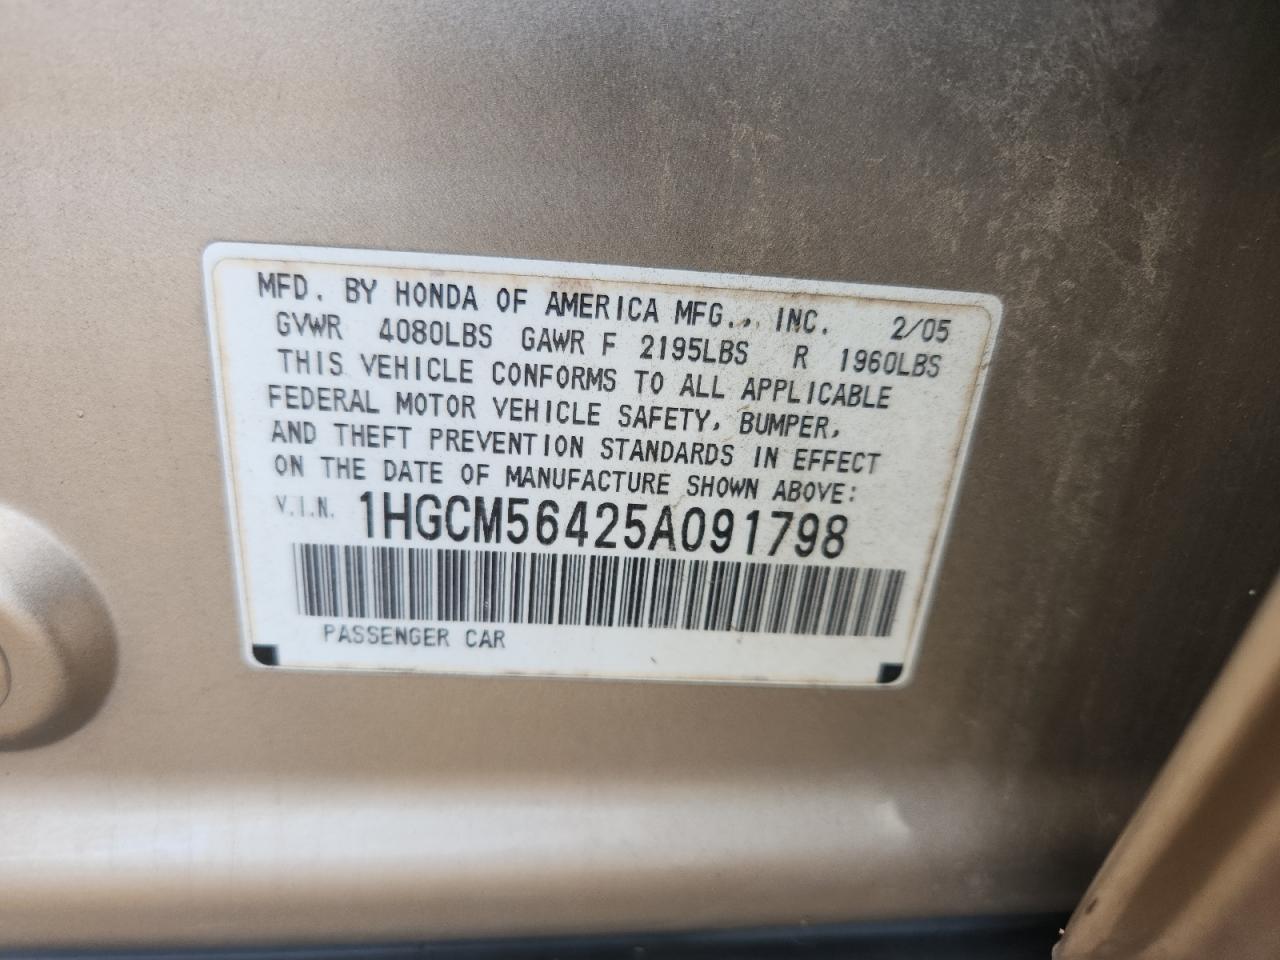 MFD. BY HONDA OF AMERICA MFG., INC. 2/05
GVWR 4080LBS GAWR F 2195LBS R 1960LBS
THIS VEHICLE CONFORMS TO ALL APPLICABLE
FEDERAL MOTOR VEHICLE SAFETY, BUMPER,
AND THEFT PREVENTION STANDARDS IN EFFECT
ON THE DATE OF MANUFACTURE SHOWN ABOVE:
V.I.N. 1HGCM56425A091798
PASSENGER CAR